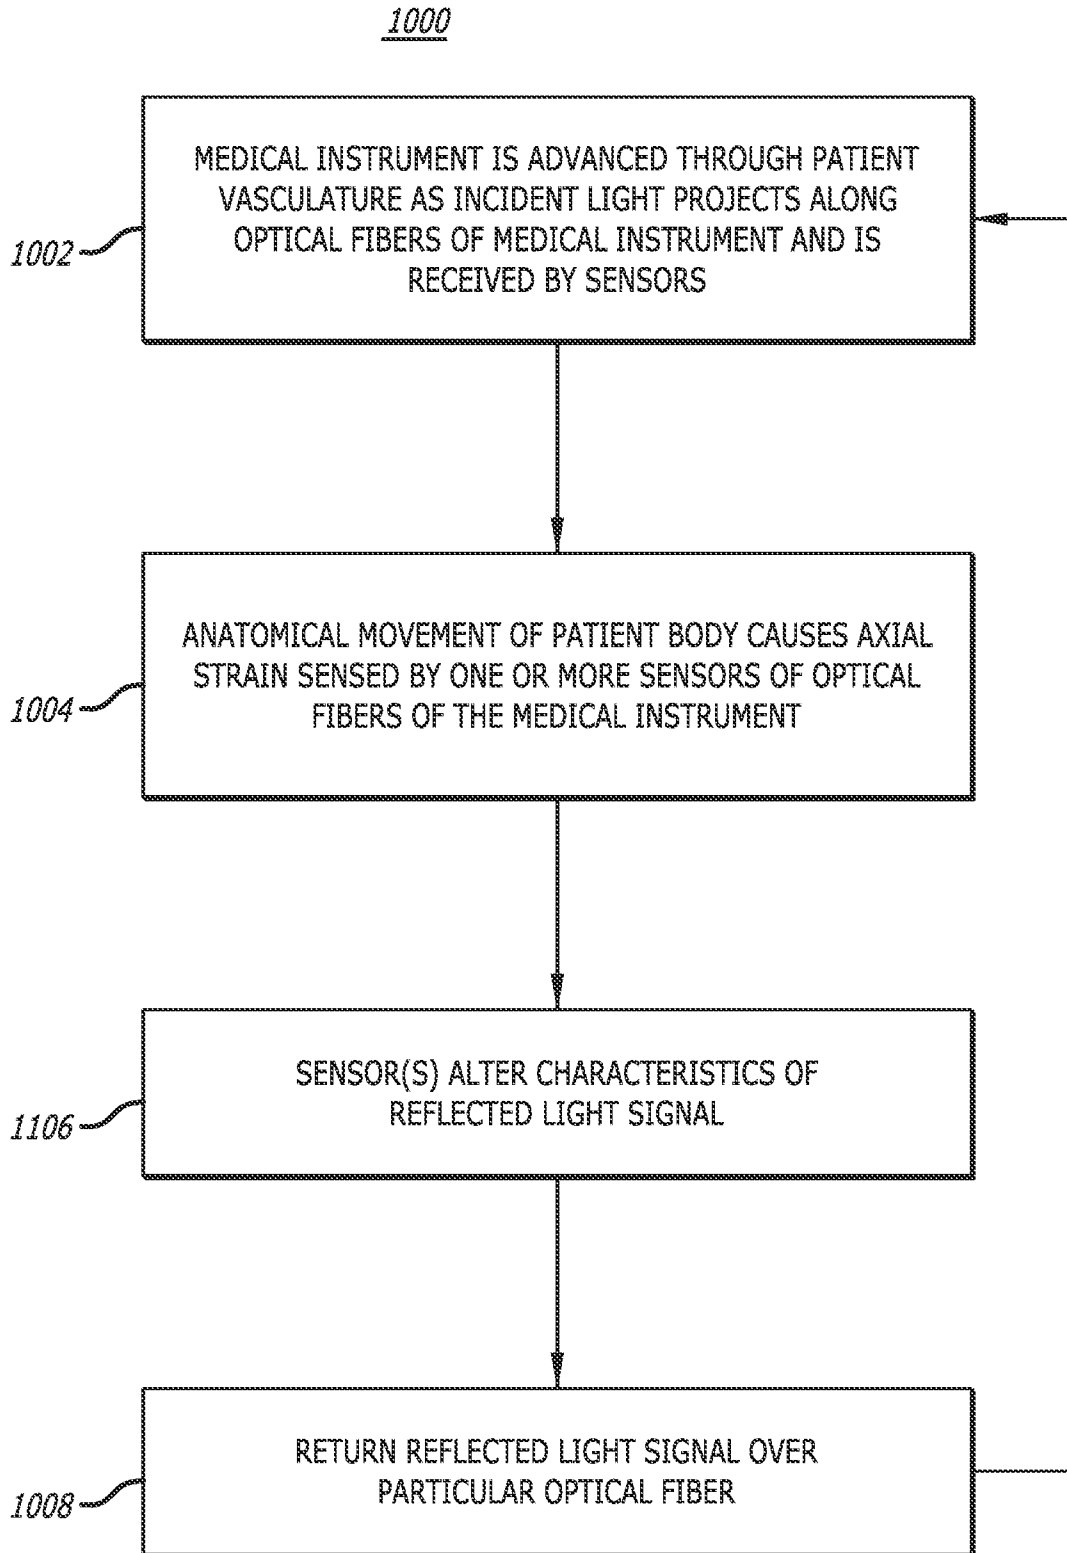 1000
MEDICAL INSTRUMENT IS ADVANCED THROUGH PATIENT
VASCULATURE AS INCIDENT LIGHT PROJECTS ALONG
OPTICAL FIBERS OF MEDICAL INSTRUMENT AND IS
RECEIVED BY SENSORS
1002
ANATOMICAL MOVEMENT OF PATIENT BODY CAUSES AXIAL
STRAIN SENSED BY ONE OR MORE SENSORS OF OPTICAL
FIBERS OF THE MEDICAL INSTRUMENT
1004
SENSOR(S) ALTER CHARACTERISTICS OF
REFLECTED LIGHT SIGNAL
1106
RETURN REFLECTED LIGHT SIGNAL OVER
PARTICULAR OPTICAL FIBER
1008